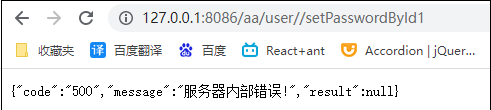 127.0.0.1:8086/aa/user//setPasswordById1
收藏夹 译 百度翻译 百度 React+ant Accordion | jQuer...
{"code":"500","message":"服务器内部错误!","result":null}